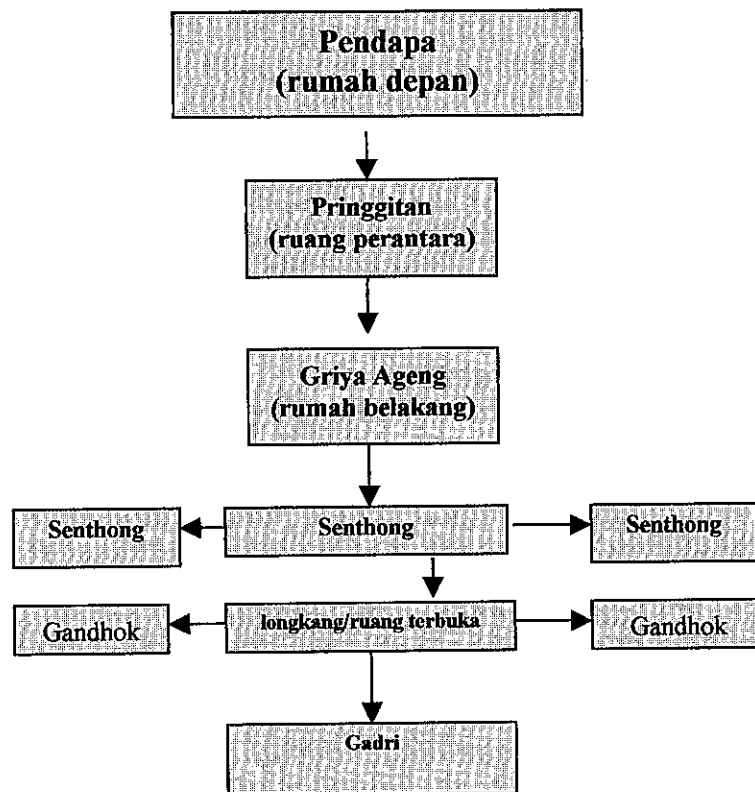 Pendapa
(rumah depan)
Pringgitan
(ruang perantara)
Griya Ageng
(rumah belakang)
Senthong
Senthong
Senthong
Gandhok
longkang/ruang terbuka
Gandhok
Gadri